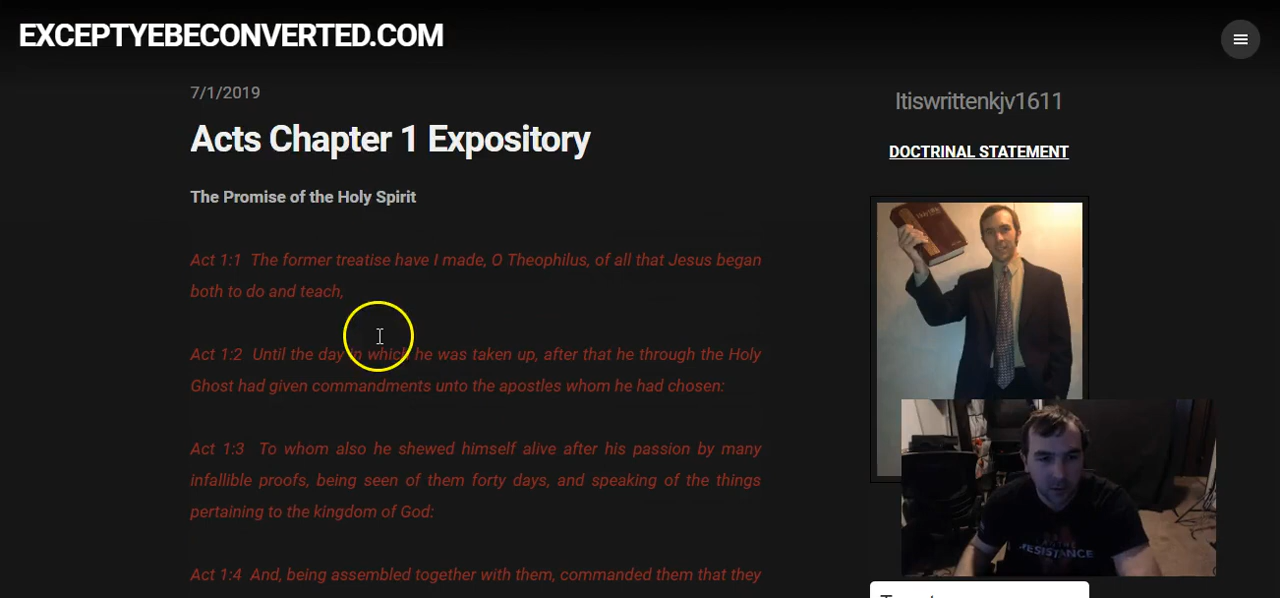 EXCEPTYEBECONVERTED.COM
7/1/2019
Acts Chapter 1 Expository
The Promise of the Holy Spirit
Act 1:1 The former treatise have I made, O Theophilus, of all that Jesus began
both to do and teach,
Act 1:2 Until the day in which he was taken up, after that he through the Holy
Ghost had given commandments unto the apostles whom he had chosen:
Act 1:3 To whom also he shewed himself alive after his passion by many
infallible proofs, being seen of them forty days, and speaking of the things
pertaining to the kingdom of God:
Act 1:4 And, being assembled together with them, commanded them that they
Itiswrittenkjv1611
DOCTRINAL STATEMENT
RESISTANCE